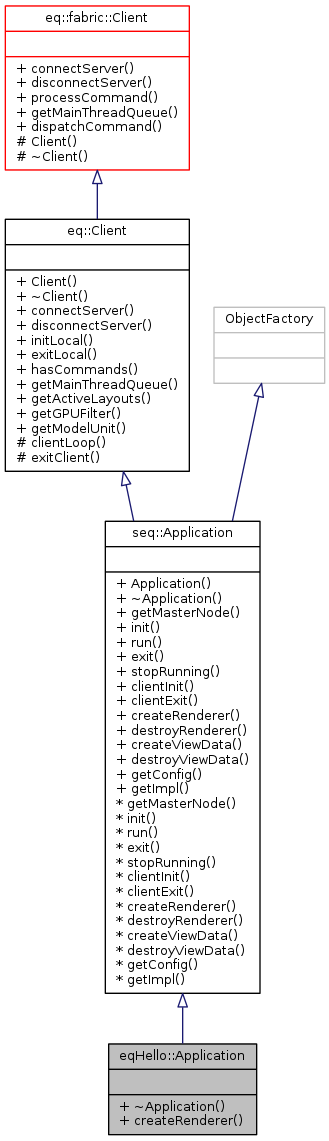 eq::fabric::Client
+ connectServer()
+ disconnectServer()
+ processCommand()
+ getMainThreadQueue()
+ dispatchCommand()
# Client()
# ~Client()
eq::Client
+ Client()
+ ~Client()
+ connectServer()
+ disconnectServer()
+ initLocal()
+ exitLocal()
+ hasCommands()
+ getMainThreadQueue()
+ getActiveLayouts()
+ getGPUFilter()
+ getModelUnit()
# clientLoop()
# exitClient()
ObjectFactory
seq::Application
+ Application()
+ ~Application()
+ getMasterNode()
+ init()
+ run()
+ exit()
+ stopRunning()
+ clientInit()
+ clientExit()
+ createRenderer()
+ destroyRenderer()
+ createViewData()
+ destroyViewData()
+ getConfig()
+ getImpl()
* getMasterNode()
* init()
* run()
* exit()
* stopRunning()
* clientInit()
* clientExit()
* createRenderer()
* destroyRenderer()
* createViewData()
* destroyViewData()
* getConfig()
* getImpl()
eqHello::Application
+ ~Application()
+ createRenderer()